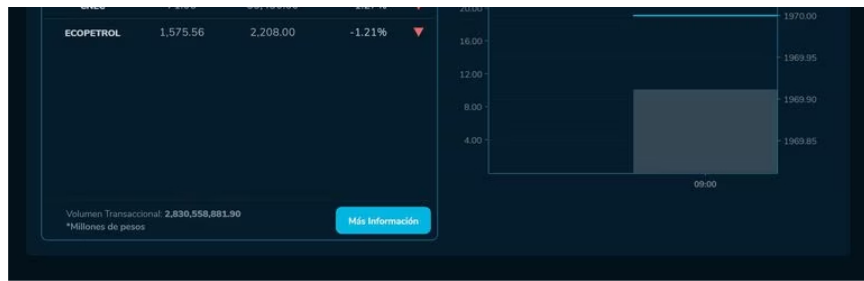 ECOPETROL 1,575.56 2,208.00 -1.21%
Volumen Transaccional: 2,830,558,881.90
*Millones de pesos
Más Información
20.00
16.00
12.00
8.00
4.00
1970.00
1969.95
1969.90
1969.85
09:00